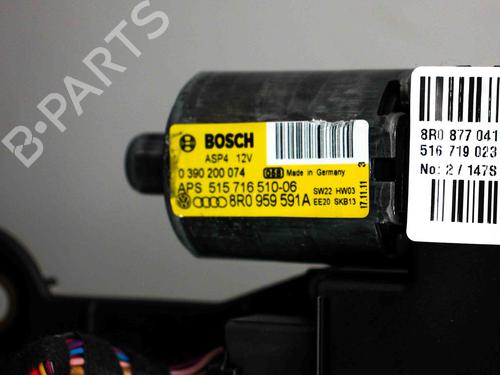 B-parts
BOSCH
ASP4 12V
0 390 200 074
Made in Germany
APS 515 716 510-06
SW22 HW03
8R0 959 591A
EE20 SKB13
17.11.11
3
8R0 877 041
516 719 023
No: 2 / 147S